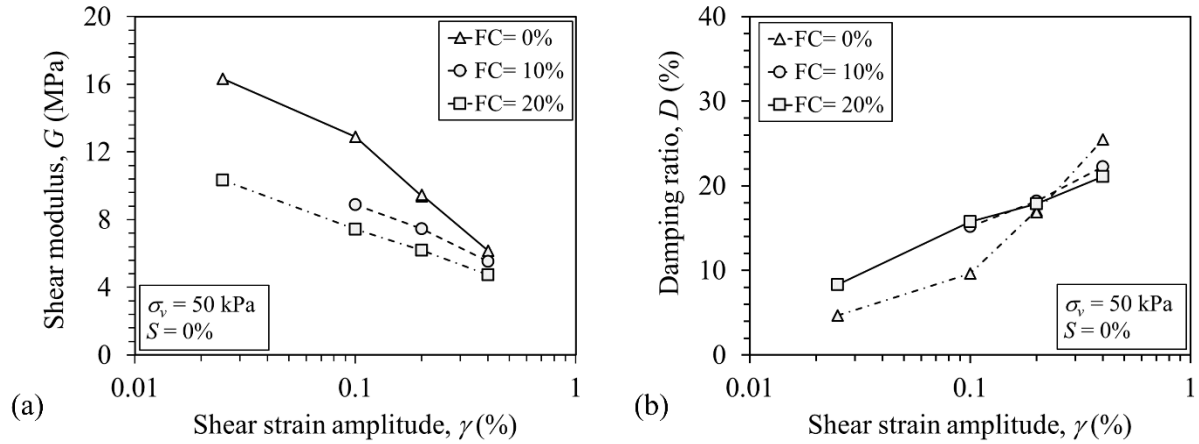 20
16
12
8
4
0
Shear modulus, G (MPa)
FC= 0%
FC= 10%
FC= 20%
σv = 50 kPa
S = 0%
0.01
0.1
1
Shear strain amplitude, γ (%)
(a)
40
30
20
10
0
Damping ratio, D (%)
FC= 0%
FC= 10%
FC= 20%
σv = 50 kPa
S = 0%
0.01
0.1
1
Shear strain amplitude, γ (%)
(b)